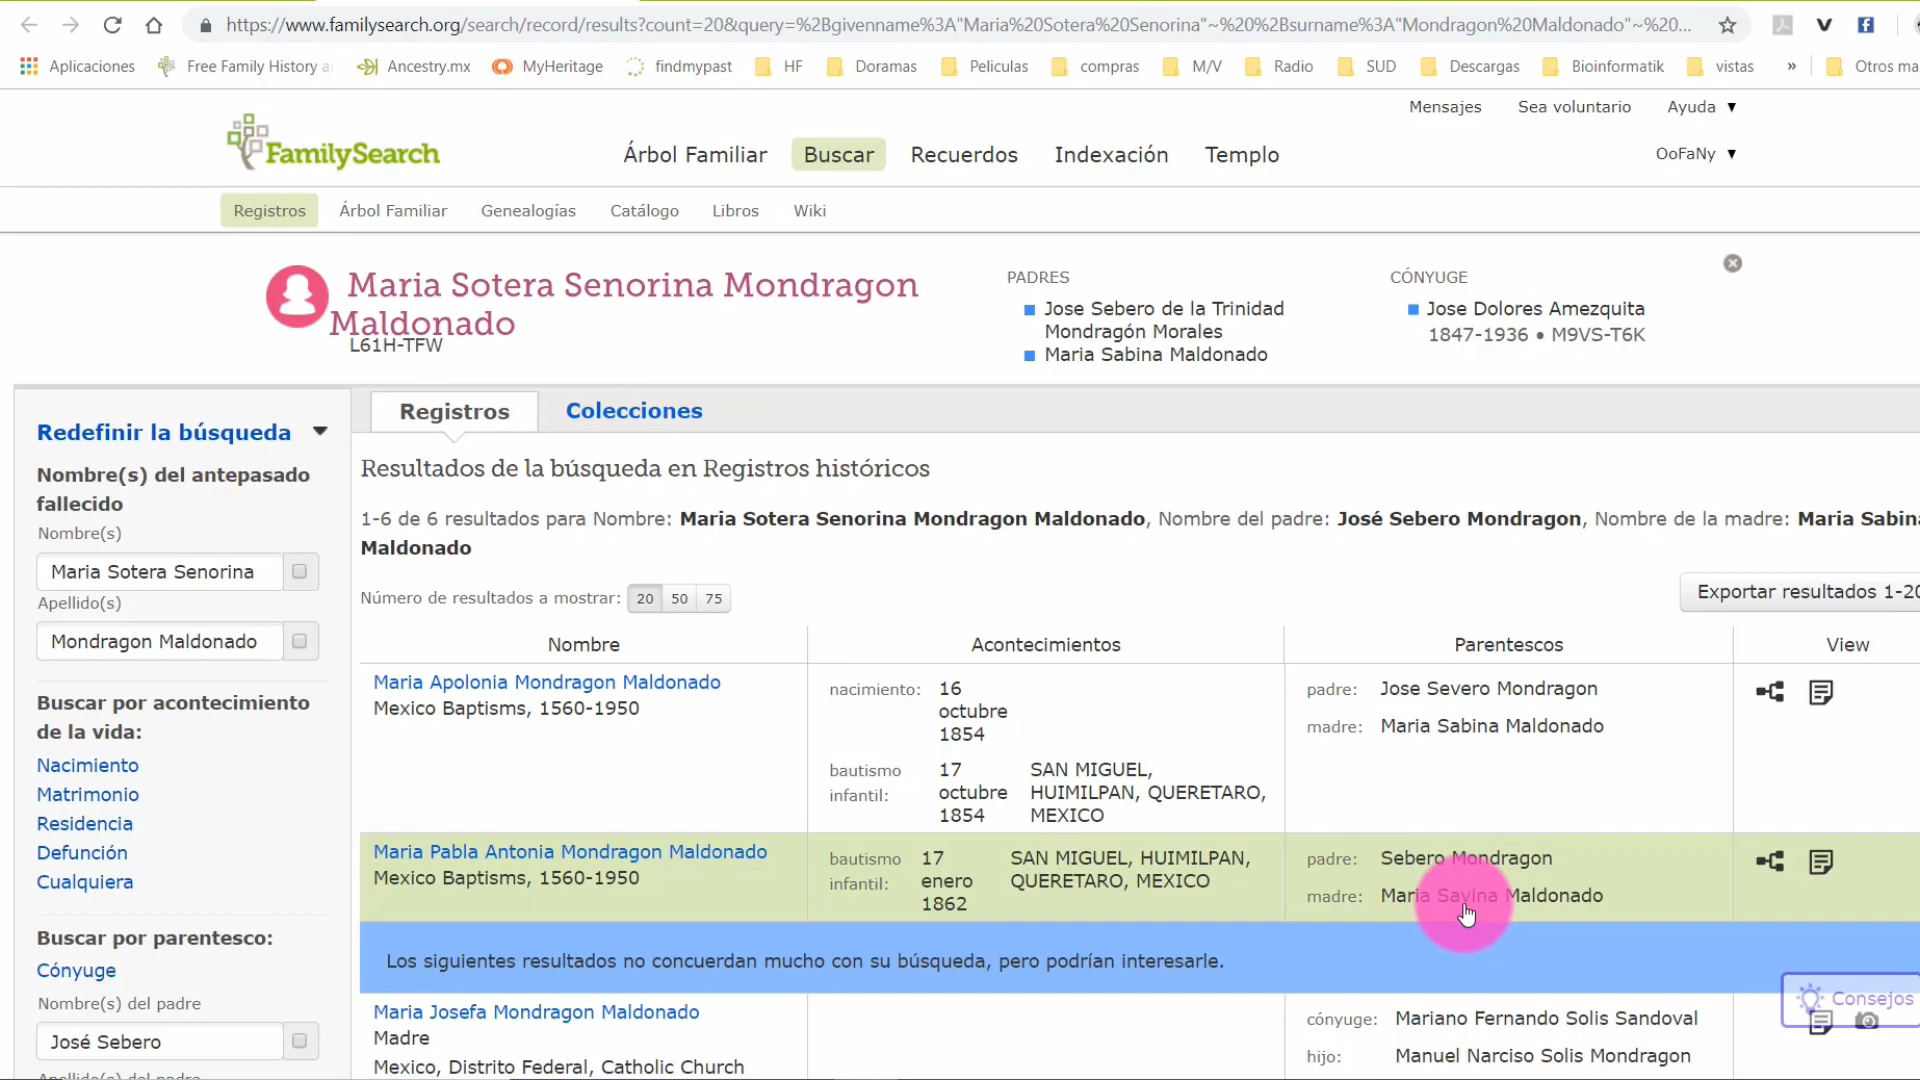 https://www.familysearch.org/search/record/results?count=20&query=%2Bgivenname%3A"Maria%20Sotera%20Senorina"~%20%2Bsurname%3A"Mondragon%20Maldonado"~%20...
Aplicaciones Free Family History a Ancestry.mx MyHeritage findmypast HF Doramas Peliculas compras M/V Radio SUD Descargas Bioinformatik vistas » Otros ma
Mensajes Sea voluntario Ayuda ▼
FamilySearch Árbol Familiar Buscar Recuerdos Indexación Templo OoFaNy ▼
Registros Árbol Familiar Genealogías Catálogo Libros Wiki
Maria Sotera Senorina Mondragon
Maldonado
L61H-TFW
PADRES
Jose Sebero de la Trinidad
Mondragón Morales
Maria Sabina Maldonado
CÓNYUGE
Jose Dolores Amezquita
1847-1936 • M9VS-T6K
Redefinir la búsqueda
Nombre(s) del antepasado
fallecido
Nombre(s)
Maria Sotera Senorina
Apellido(s)
Mondragon Maldonado
Buscar por acontecimiento
de la vida:
Nacimiento
Matrimonio
Residencia
Defunción
Cualquiera
Buscar por parentesco:
Cónyuge
Nombre(s) del padre
José Sebero
Apellido(s) del padre
Registros Colecciones
Resultados de la búsqueda en Registros históricos
1-6 de 6 resultados para Nombre: Maria Sotera Senorina Mondragon Maldonado, Nombre del padre: José Sebero Mondragon, Nombre de la madre: Maria Sabina
Maldonado
Número de resultados a mostrar: 20 50 75
Exportar resultados 1-20
Nombre Acontecimientos Parentescos View
Maria Apolonia Mondragon Maldonado
Mexico Baptisms, 1560-1950
nacimiento: 16
octubre
1854
bautismo
infantil:
17
octubre
1854
SAN MIGUEL,
HUIMILPAN, QUERETARO,
MEXICO
padre: Jose Severo Mondragon
madre: Maria Sabina Maldonado
Maria Pabla Antonia Mondragon Maldonado
Mexico Baptisms, 1560-1950
bautismo
infantil:
17
enero
1862
SAN MIGUEL, HUIMILPAN,
QUERETARO, MEXICO
padre: Sebero Mondragon
madre: Maria Savina Maldonado
Los siguientes resultados no concuerdan mucho con su búsqueda, pero podrían interesarle.
Consejos
Maria Josefa Mondragon Maldonado
Madre
Mexico, Distrito Federal, Catholic Church
cónyuge: Mariano Fernando Solis Sandoval
hijo: Manuel Narciso Solis Mondragon